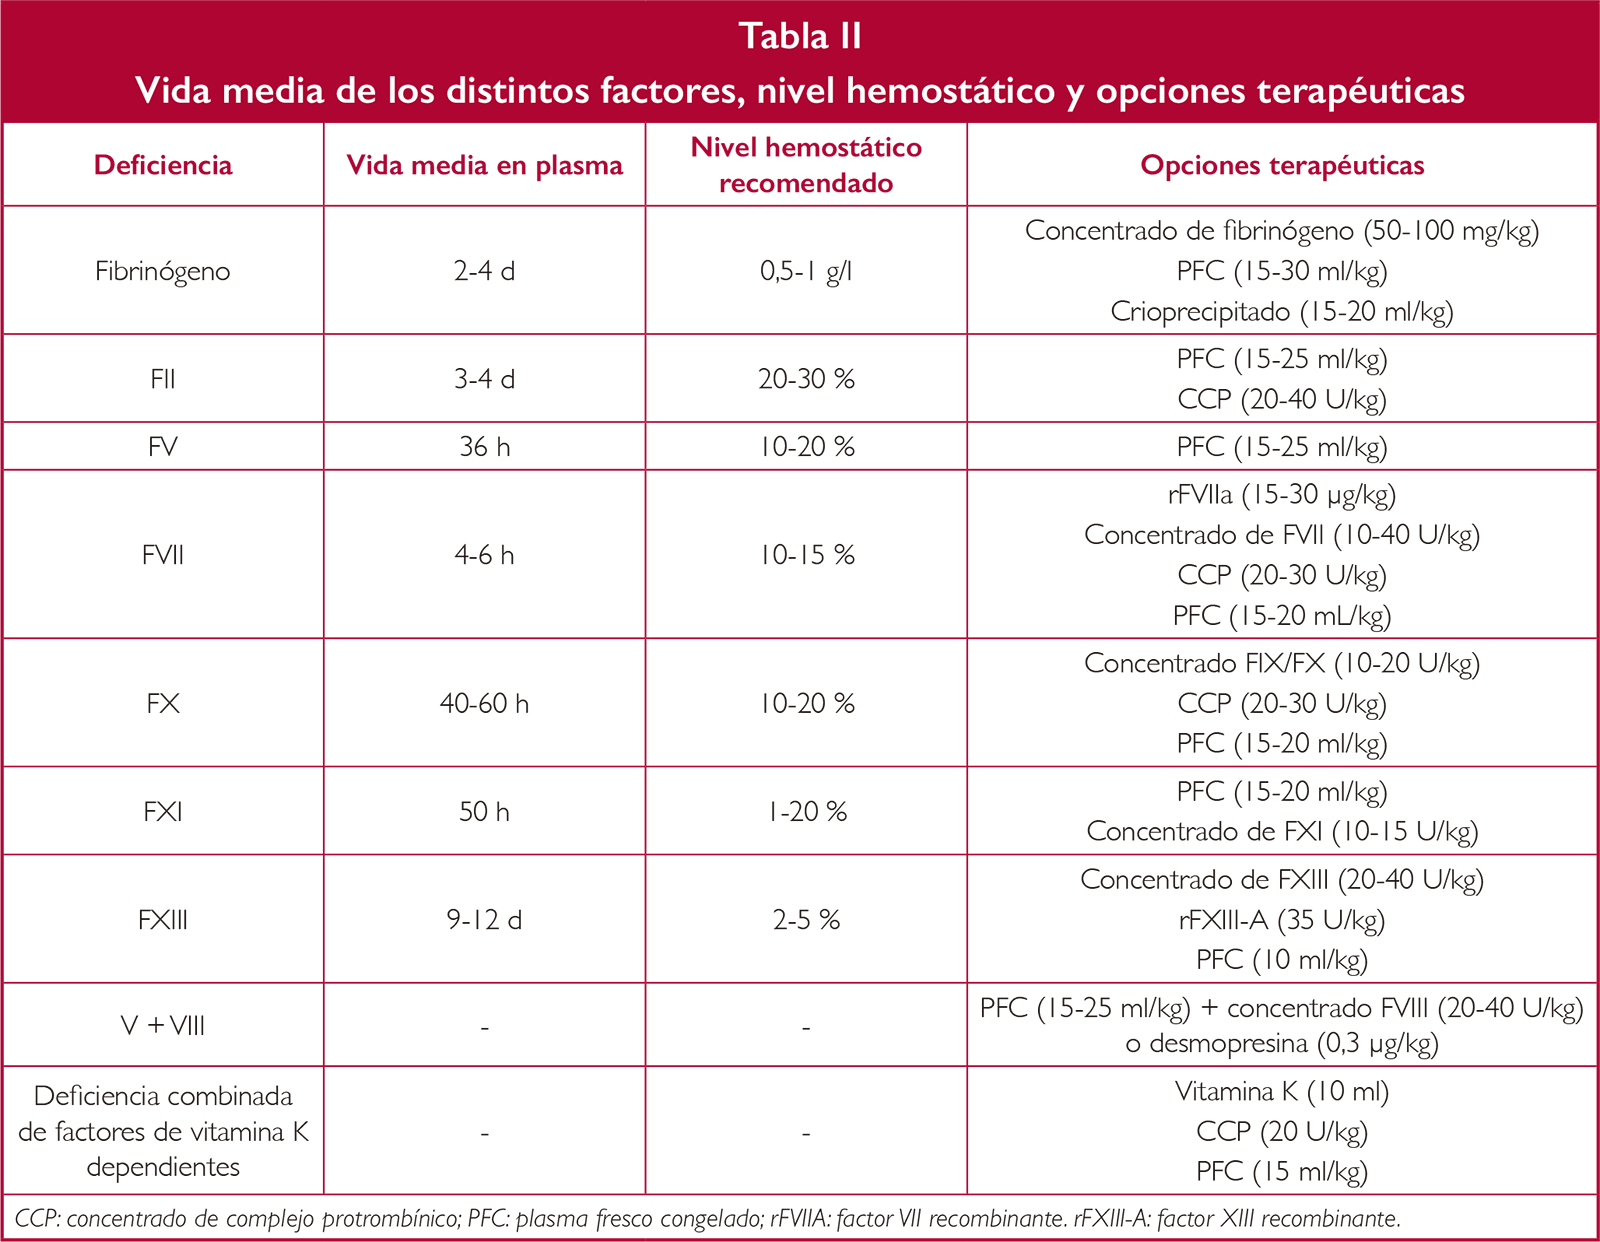 Tabla II
Vida media de los distintos factores, nivel hemostático y opciones terapéuticas
Deficiencia
Vida media en plasma
Nivel hemostático
recomendado
Opciones terapéuticas
Fibrinógeno
2-4 d
0,5-1 g/l
Concentrado de fibrinógeno (50-100 mg/kg)
PFC (15-30 ml/kg)
Crioprecipitado (15-20 ml/kg)
FII
3-4 d
20-30 %
PFC (15-25 ml/kg)
CCP (20-40 U/kg)
FV
36 h
10-20 %
PFC (15-25 ml/kg)
FVII
4-6 h
10-15 %
rFVIIa (15-30 µg/kg)
Concentrado de FVII (10-40 U/kg)
CCP (20-30 U/kg)
PFC (15-20 mL/kg)
FX
40-60 h
10-20 %
Concentrado FIX/FX (10-20 U/kg)
CCP (20-30 U/kg)
PFC (15-20 ml/kg)
FXI
50 h
1-20 %
PFC (15-20 ml/kg)
Concentrado de FXI (10-15 U/kg)
FXIII
9-12 d
2-5 %
Concentrado de FXIII (20-40 U/kg)
rFXIII-A (35 U/kg)
PFC (10 ml/kg)
V + VIII
-
-
PFC (15-25 ml/kg) + concentrado FVIII (20-40 U/kg)
o desmopresina (0,3 µg/kg)
Deficiencia combinada
de factores de vitamina K
dependientes
-
-
Vitamina K (10 ml)
CCP (20 U/kg)
PFC (15 ml/kg)
CCP: concentrado de complejo protrombínico; PFC: plasma fresco congelado; rFVIIA: factor VII recombinante. rFXIII-A: factor XIII recombinante.